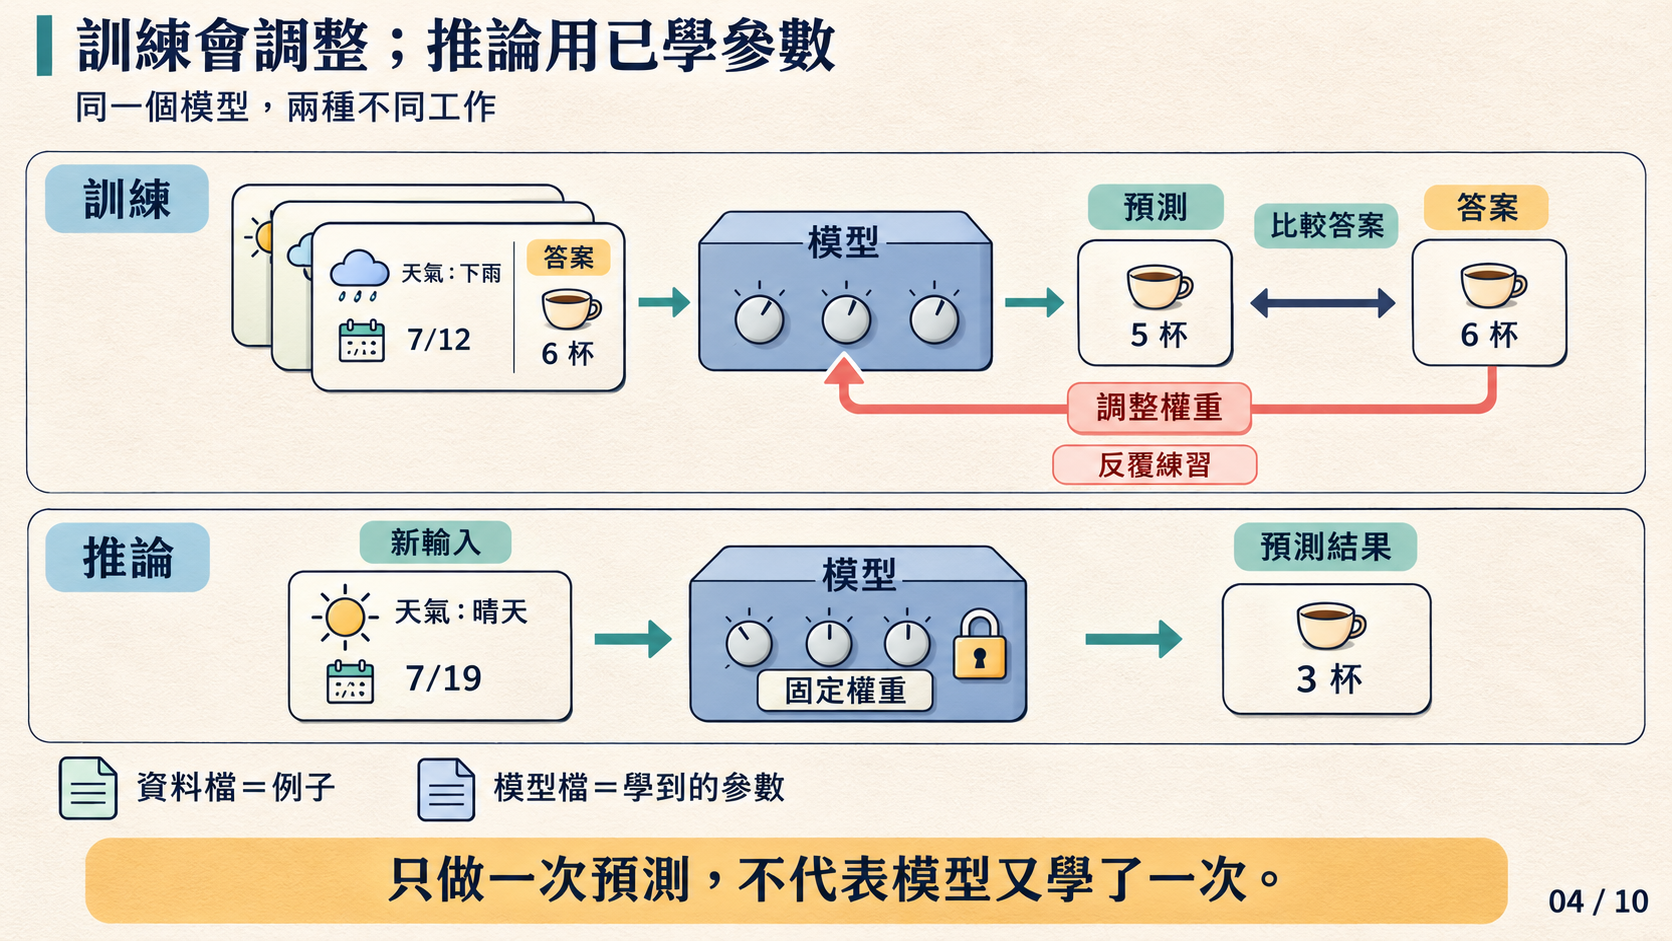 訓練會調整；推論用已學參數
同一個模型，兩種不同工作
訓練
天氣：下雨
7/12
答案
6 杯
模型
預測
5 杯
比較答案
答案
6 杯
調整權重
反覆練習
推論
新輸入
天氣：晴天
7/19
模型
固定權重
預測結果
3 杯
資料檔＝例子
模型檔＝學到的參數
只做一次預測，不代表模型又學了一次。
04 / 10